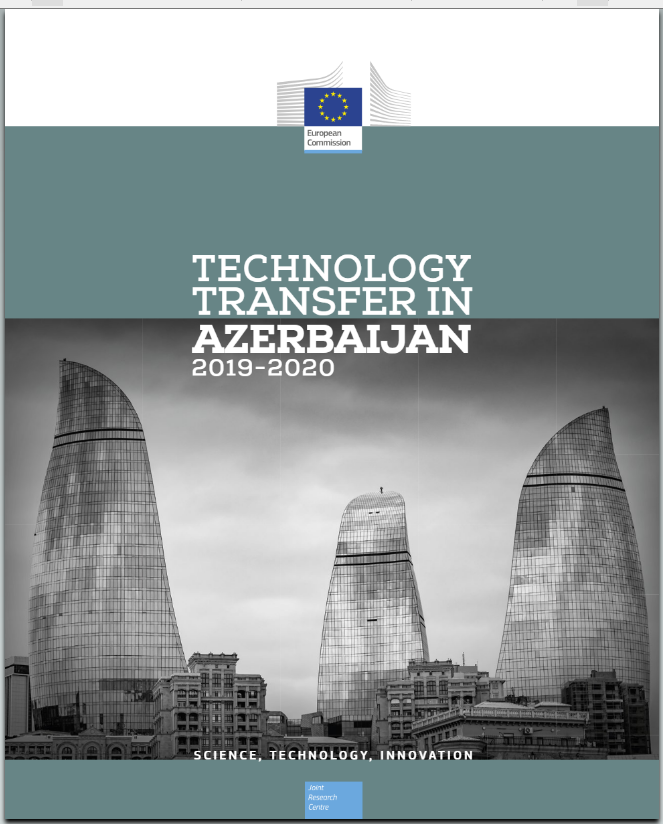 European
Commission
TECHNOLOGY
TRANSFER IN
AZERBAIJAN
2019-2020
SCIENCE, TECHNOLOGY, INNOVATION
Joint
Research
Centre